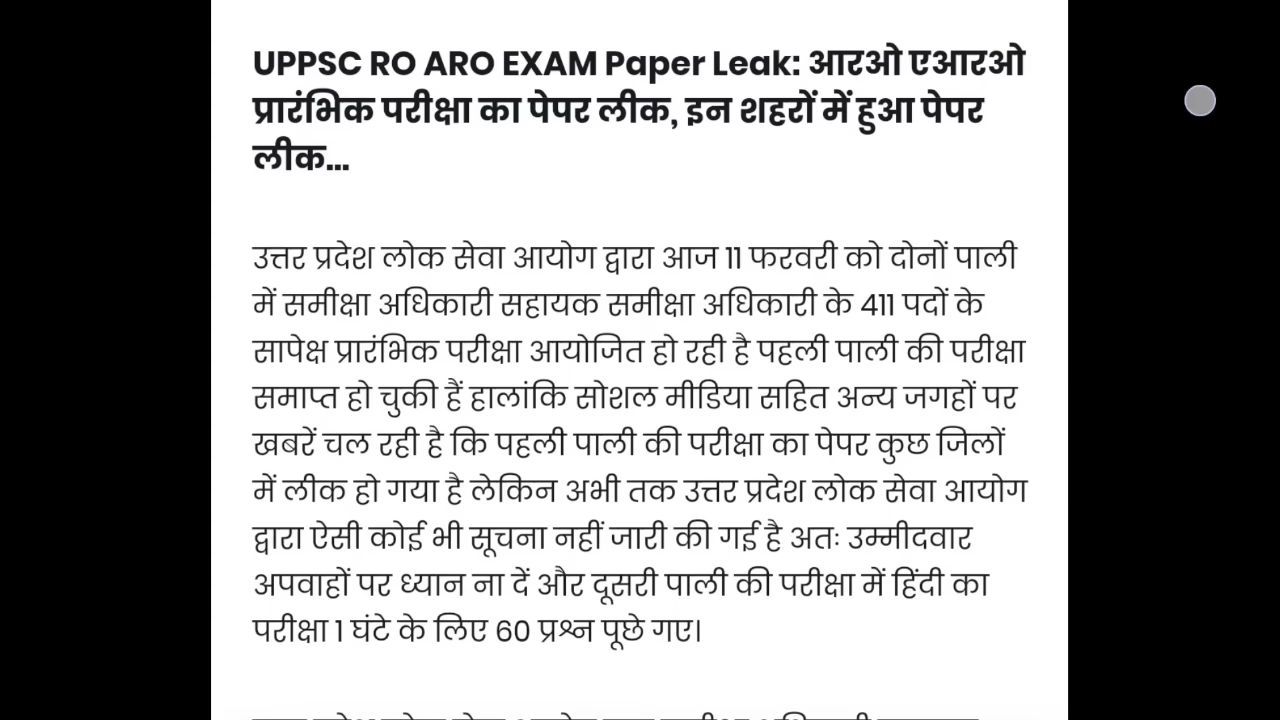 UPPSC RO ARO EXAM Paper Leak: आरओ एआरओ
प्रारंभिक परीक्षा का पेपर लीक, इन शहरों में हुआ पेपर
लीक...
उत्तर प्रदेश लोक सेवा आयोग द्वारा आज 11 फरवरी को दोनों पाली
में समीक्षा अधिकारी सहायक समीक्षा अधिकारी के 411 पदों के
सापेक्ष प्रारंभिक परीक्षा आयोजित हो रही है पहली पाली की परीक्षा
समाप्त हो चुकी हैं हालांकि सोशल मीडिया सहित अन्य जगहों पर
खबरें चल रही है कि पहली पाली की परीक्षा का पेपर कुछ जिलों
में लीक हो गया है लेकिन अभी तक उत्तर प्रदेश लोक सेवा आयोग
द्वारा ऐसी कोई भी सूचना नहीं जारी की गई है अतः उम्मीदवार
अपवाहों पर ध्यान ना दें और दूसरी पाली की परीक्षा में हिंदी का
परीक्षा 1 घंटे के लिए 60 प्रश्न पूछे गए।